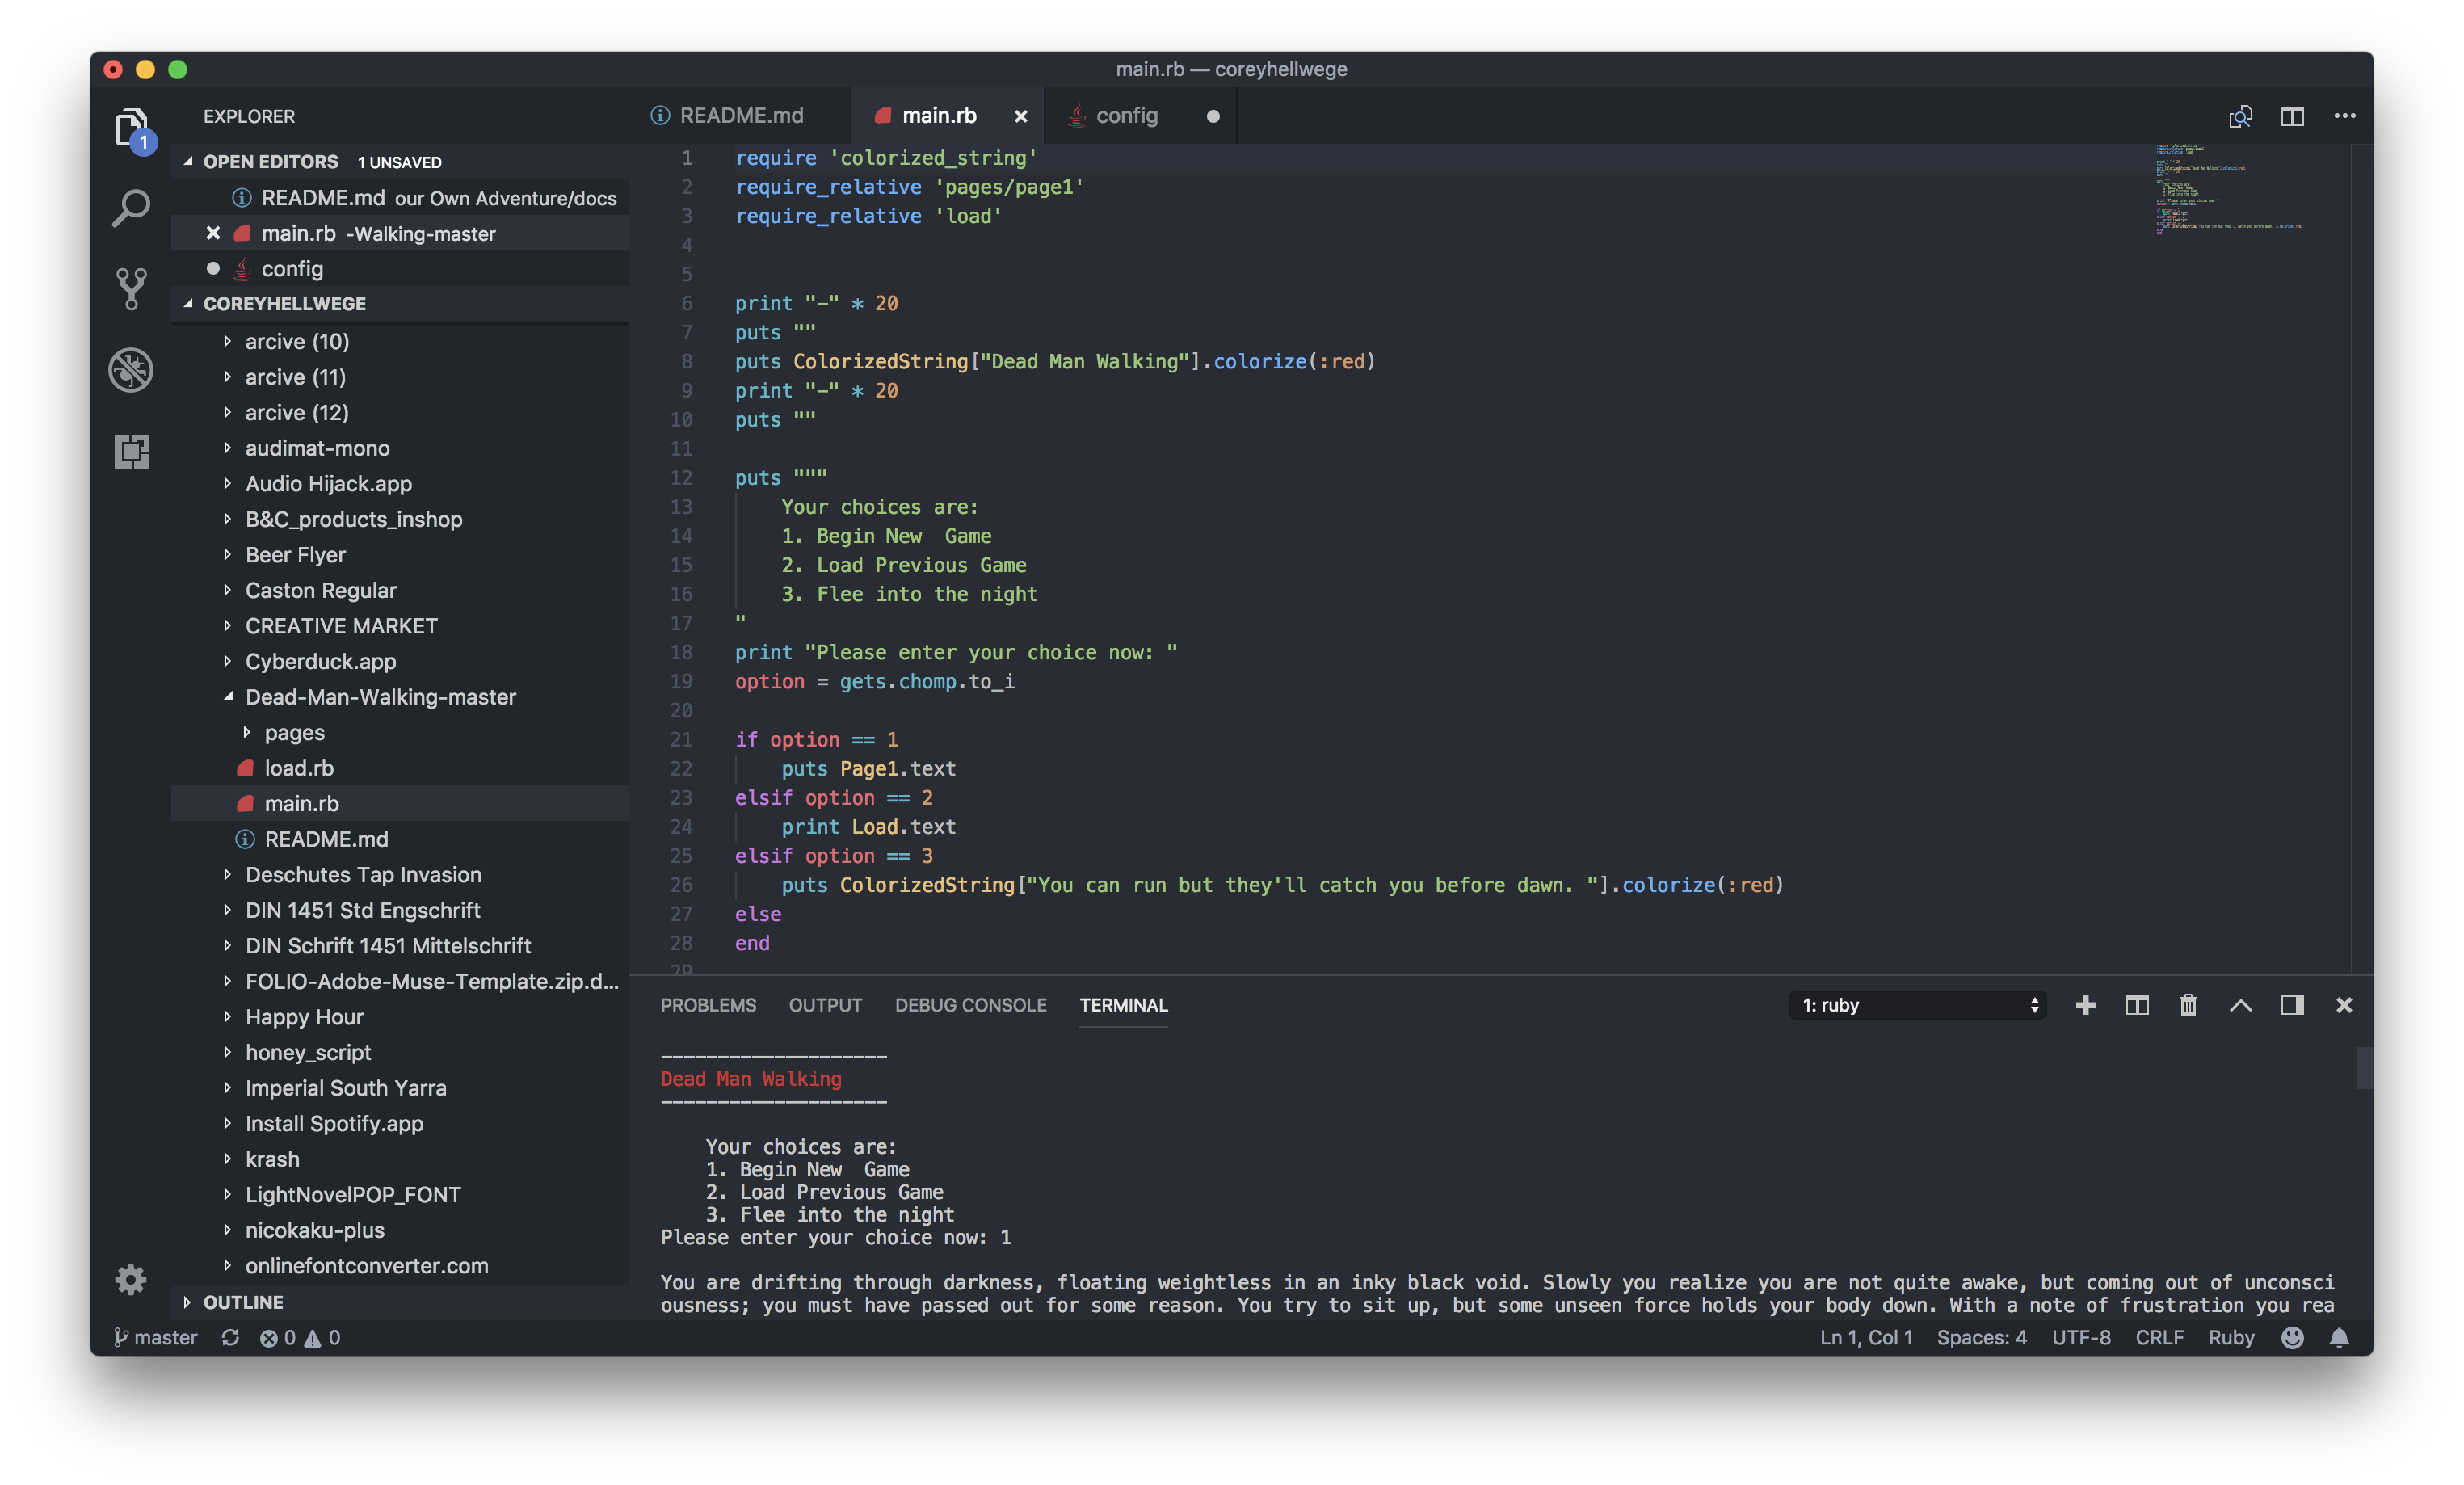 main.rb — coreyhellwege
1
EXPLORER
OPEN EDITORS 1 UNSAVED
README.md our Own Adventure/docs
main.rb -Walking-master
config
COREYHELLWEGE
arcive (10)
arcive (11)
arcive (12)
audimat-mono
Audio Hijack.app
B&C_products_inshop
Beer Flyer
Caston Regular
CREATIVE MARKET
Cyberduck.app
Dead-Man-Walking-master
pages
load.rb
main.rb
README.md
Deschutes Tap Invasion
DIN 1451 Std Engschrift
DIN Schrift 1451 Mittelschrift
FOLIO-Adobe-Muse-Template.zip.d...
Happy Hour
honey_script
Imperial South Yarra
Install Spotify.app
krash
LightNovelPOP_FONT
nicokaku-plus
onlinefontconverter.com
OUTLINE
README.md main.rb config
1 require 'colorized_string'
2 require_relative 'pages/page1'
3 require_relative 'load'
4
5
6 print "-" * 20
7 puts ""
8 puts ColorizedString["Dead Man Walking"].colorize(:red)
9 print "-" * 20
10 puts ""
11
12 puts """
13     Your choices are:
14     1. Begin New  Game
15     2. Load Previous Game
16     3. Flee into the night
17 "
18 print "Please enter your choice now: "
19 option = gets.chomp.to_i
20
21 if option == 1
22     puts Page1.text
23 elsif option == 2
24     print Load.text
25 elsif option == 3
26     puts ColorizedString["You can run but they'll catch you before dawn. "].colorize(:red)
27 else
28 end
29
PROBLEMS OUTPUT DEBUG CONSOLE TERMINAL 1: ruby
--------------------
Dead Man Walking
--------------------
    Your choices are:
    1. Begin New  Game
    2. Load Previous Game
    3. Flee into the night
Please enter your choice now: 1
You are drifting through darkness, floating weightless in an inky black void. Slowly you realize you are not quite awake, but coming out of unconsci
ousness; you must have passed out for some reason. You try to sit up, but some unseen force holds your body down. With a note of frustration you rea
master 0 0 Ln 1, Col 1 Spaces: 4 UTF-8 CRLF Ruby